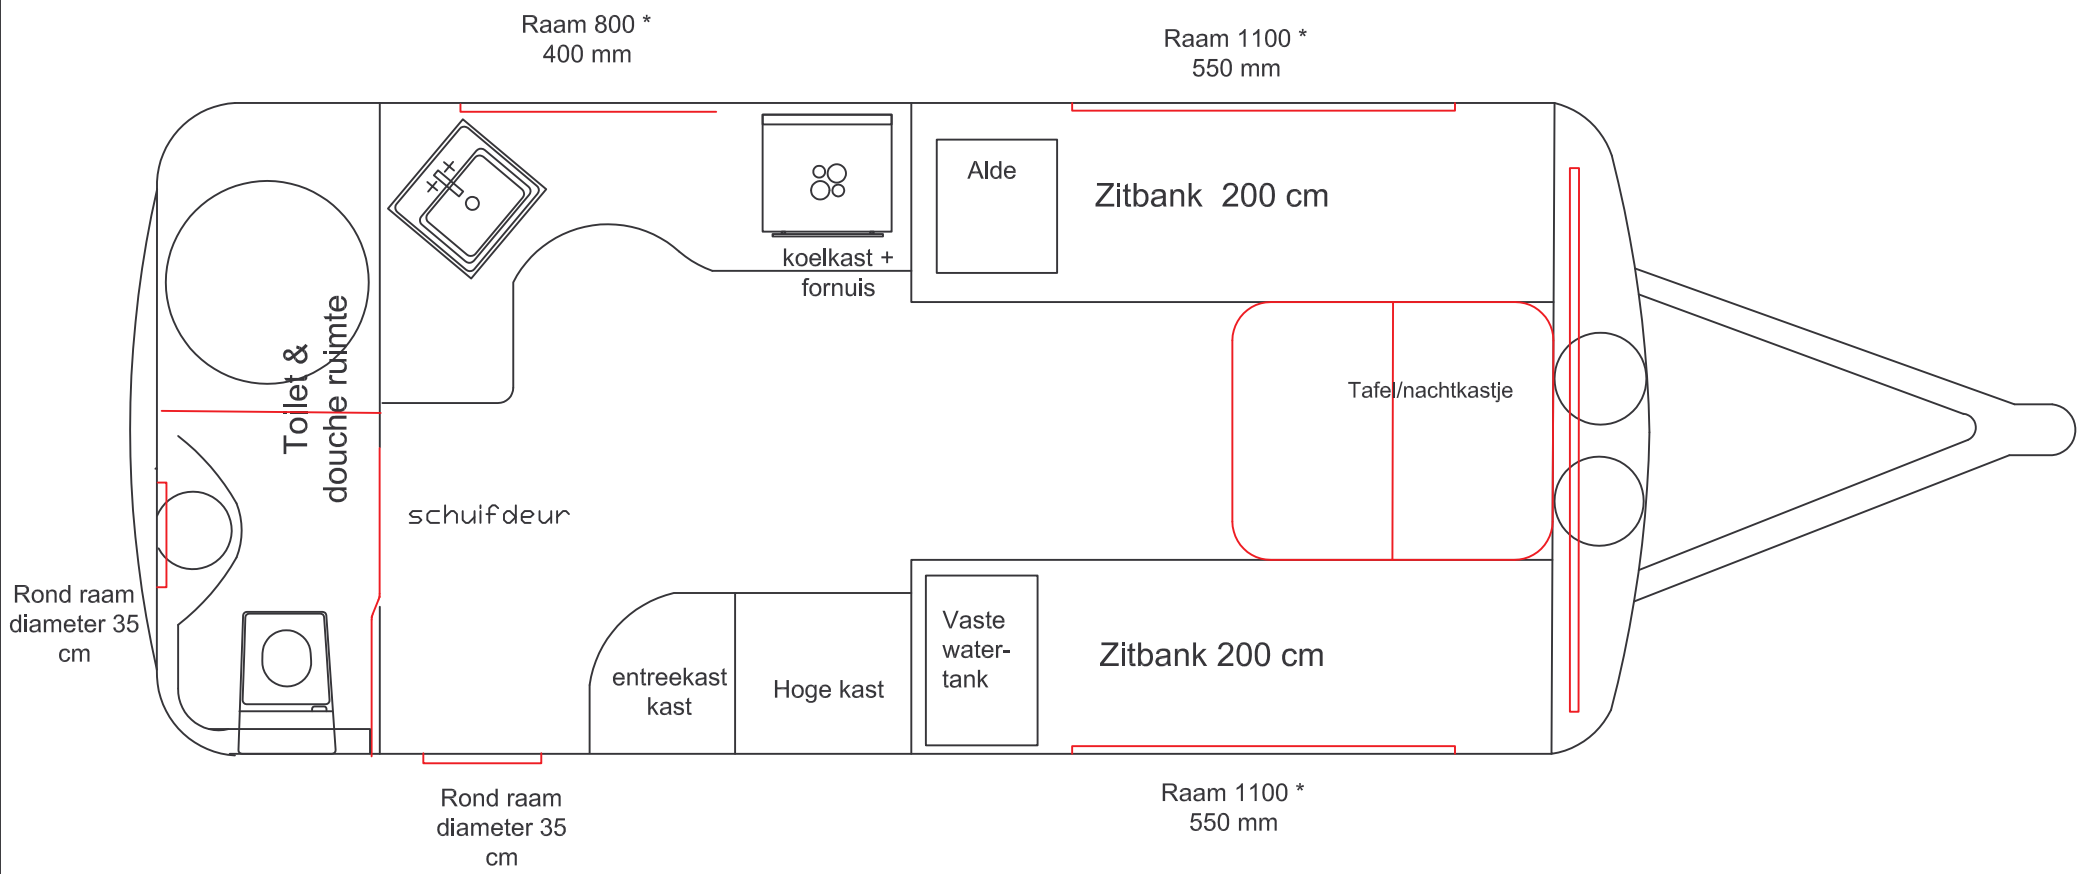 Raam 800 *
400 mm
Raam 1100 *
550 mm
Alde
Zitbank  200 cm
koelkast +
fornuis
Toilet &
douche ruimte
Tafel/nachtkastje
schuifdeur
Rond raam
diameter 35
cm
Vaste
water-
tank
Zitbank 200 cm
entreekast
kast
Hoge kast
Rond raam
diameter 35
cm
Raam 1100 *
550 mm